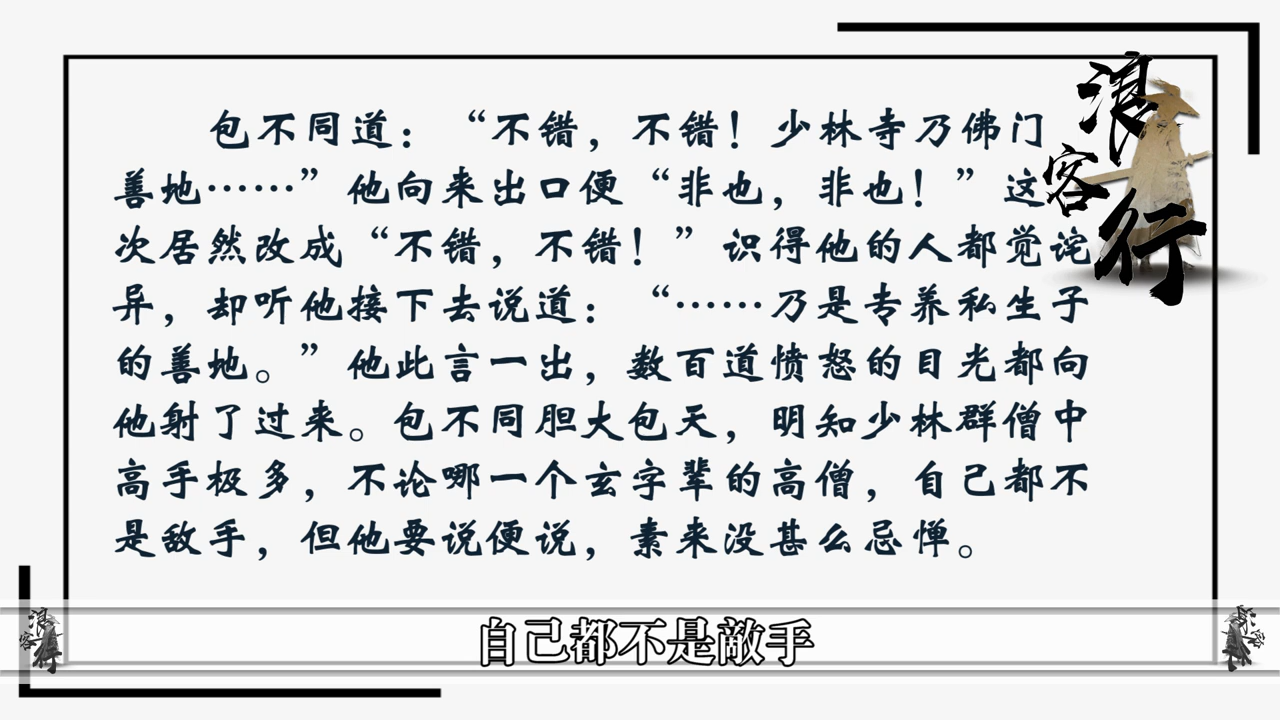 包不同道：“不错，不错！少林寺乃佛门
善地……”他向来出口便“非也，非也！”这
次居然改成“不错，不错！”识得他的人都觉诧
异，却听他接下去说道：“……乃是专养私生子
的善地。”他此言一出，数百道愤怒的目光都向
他射了过来。包不同胆大包天，明知少林群僧中
高手极多，不论哪一个玄字辈的高僧，自己都不
是敌手，但他要说便说，素来没甚么忌惮。
浪客行
浪客行
自己都不是敵手
浪客行